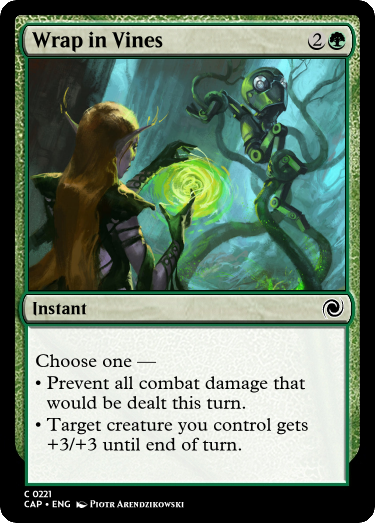 Wrap in Vines 2
Instant
Choose one —
• Prevent all combat damage that
would be dealt this turn.
• Target creature you control gets
+3/+3 until end of turn.
C 0221
CAP • ENG Piotr Arendzikowski